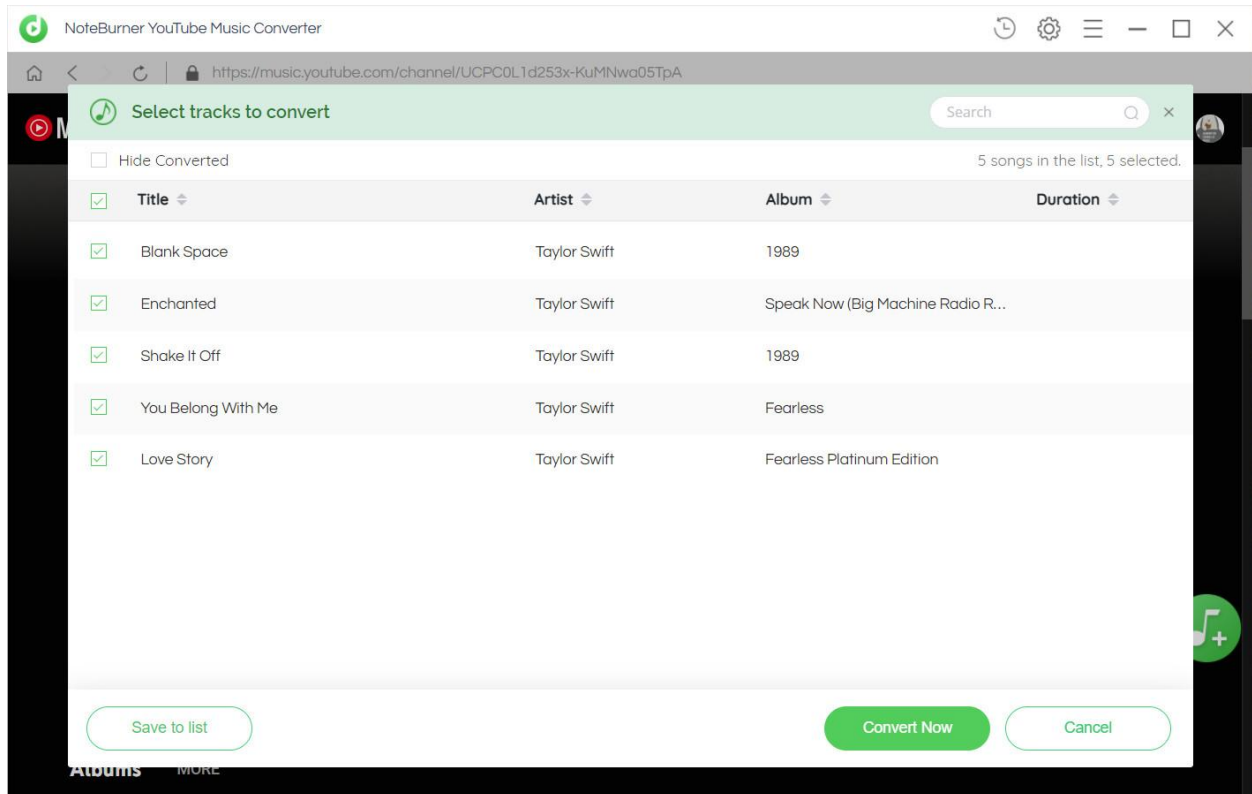 NoteBurner YouTube Music Converter
https://music.youtube.com/channel/UCPC0L1d253x-KuMNwa05TpA
M
Select tracks to convert
Search
Hide Converted
5 songs in the list, 5 selected.
Title Artist Album Duration
Blank Space Taylor Swift 1989
Enchanted Taylor Swift Speak Now (Big Machine Radio R...
Shake It Off Taylor Swift 1989
You Belong With Me Taylor Swift Fearless
Love Story Taylor Swift Fearless Platinum Edition
Save to list Convert Now Cancel
Albums MORE